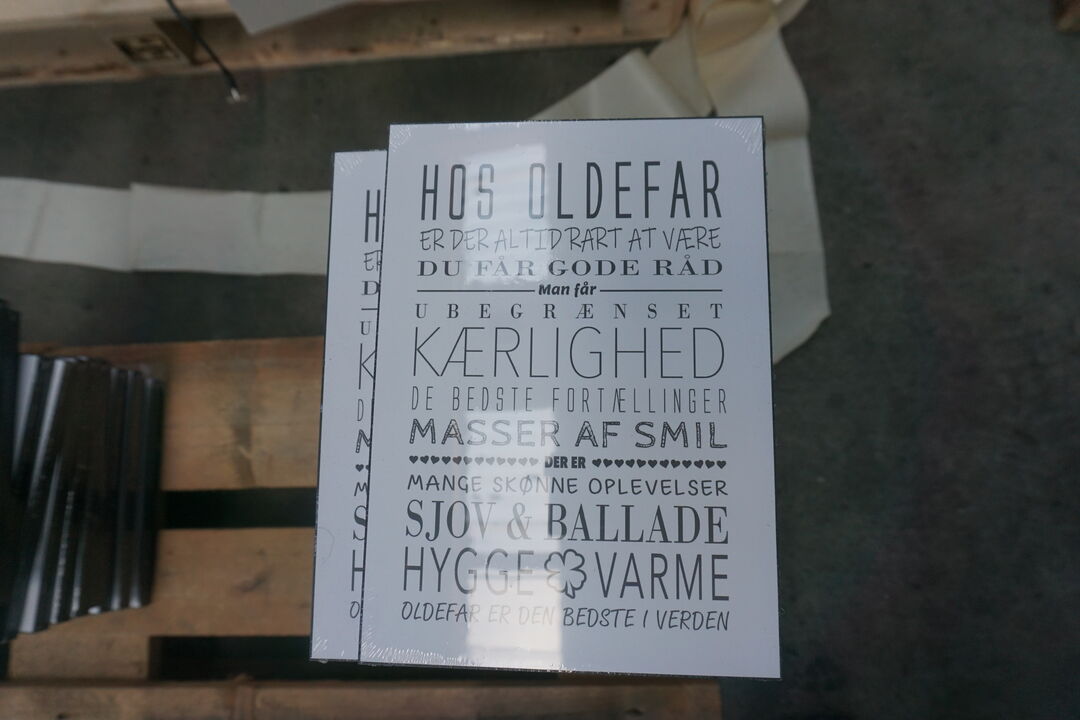 HOS OLDEFAR
ER DER ALTID RART AT VÆRE
DU FÅR GODE RÅD
Man får
UBEGRÆNSET
KÆRLIGHED
DE BEDSTE FORTÆLLINGER
MASSER AF SMIL
DER ER
MANGE SKØNNE OPLEVELSER
SJOV & BALLADE
HYGGE VARME
OLDEFAR ER DEN BEDSTE I VERDEN